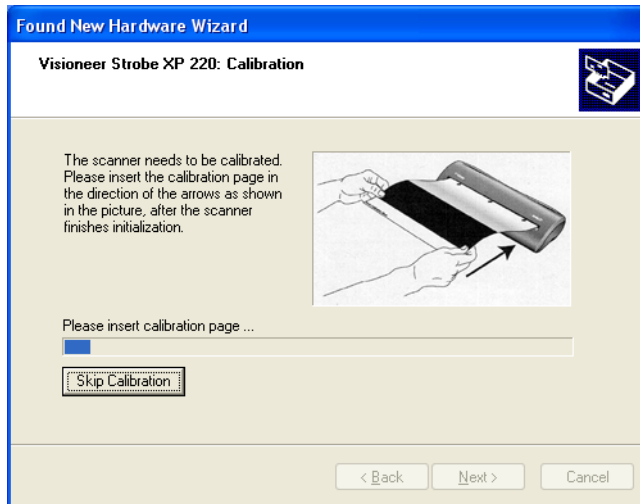 Found New Hardware Wizard
Visioneer Strobe XP 220: Calibration
The scanner needs to be calibrated.
Please insert the calibration page in
the direction of the arrows as shown
in the picture, after the scanner
finishes initialization.
Please insert calibration page ...
Skip Calibration
< Back
Next >
Cancel